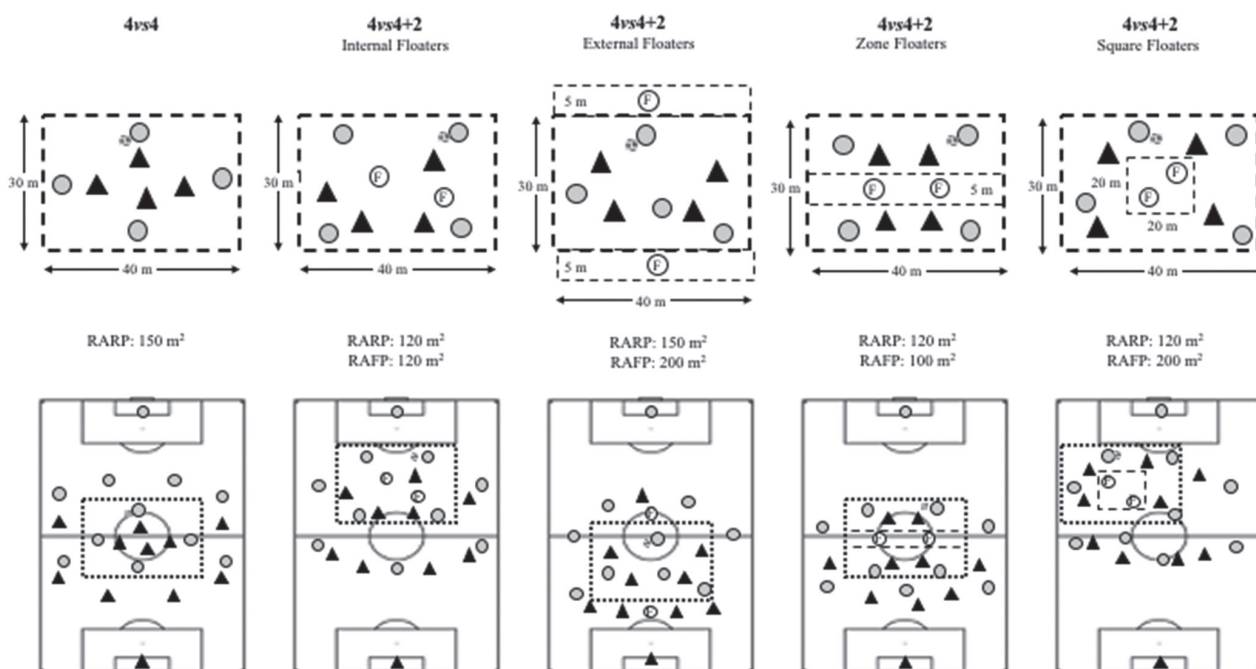 4vs4
4vs4+2
Internal Floaters
4vs4+2
External Floaters
4vs4+2
Zone Floaters
4vs4+2
Square Floaters
30 m
40 m
30 m
F
F
40 m
5 m
F
30 m
5 m
F
40 m
30 m
F
F
5 m
40 m
30 m
20 m
F
F
20 m
40 m
RARP: 150 m²
RARP: 120 m²
RAFP: 120 m²
RARP: 150 m²
RAFP: 200 m²
RARP: 120 m²
RAFP: 100 m²
RARP: 120 m²
RAFP: 200 m²